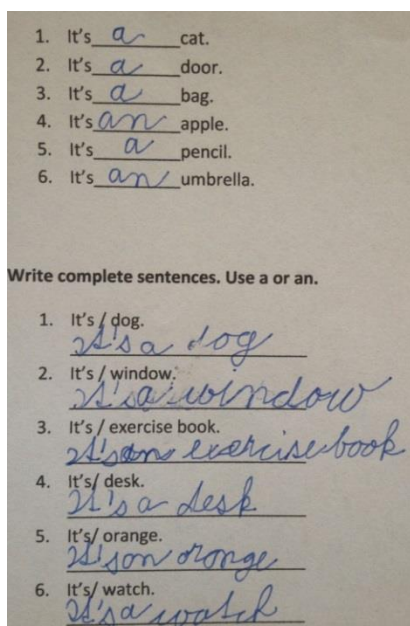 1. It's a cat.
2. It's a door.
3. It's a bag.
4. It's an apple.
5. It's a pencil.
6. It's an umbrella.
Write complete sentences. Use a or an.
1. It's / dog.
It's a dog
2. It's / window.
It's a window
3. It's / exercise book.
It's an exercise book
4. It's/ desk.
It's a desk
5. It's/ orange.
It's on oronge
6. It's/ watch.
It's a watch